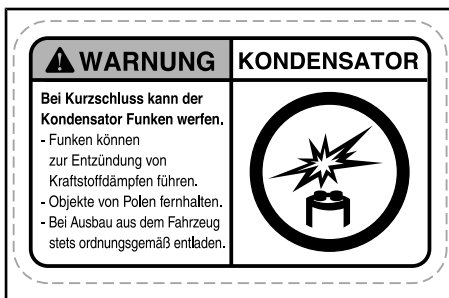 WARNUNG
KONDENSATOR
Bei Kurzschluss kann der
Kondensator Funken werfen.
- Funken können
zur Entzündung von
Kraftstoffdämpfen führen.
- Objekte von Polen fernhalten.
- Bei Ausbau aus dem Fahrzeug
stets ordnungsgemäß entladen.